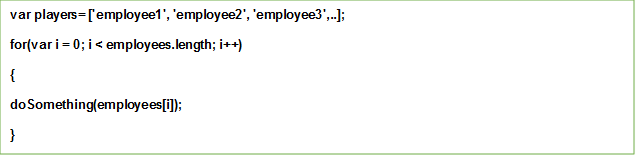 var players= ['employee1', 'employee2', 'employee3',..];
for(var i = 0; i < employees.length; i++)
{
doSomething(employees[i]);
}